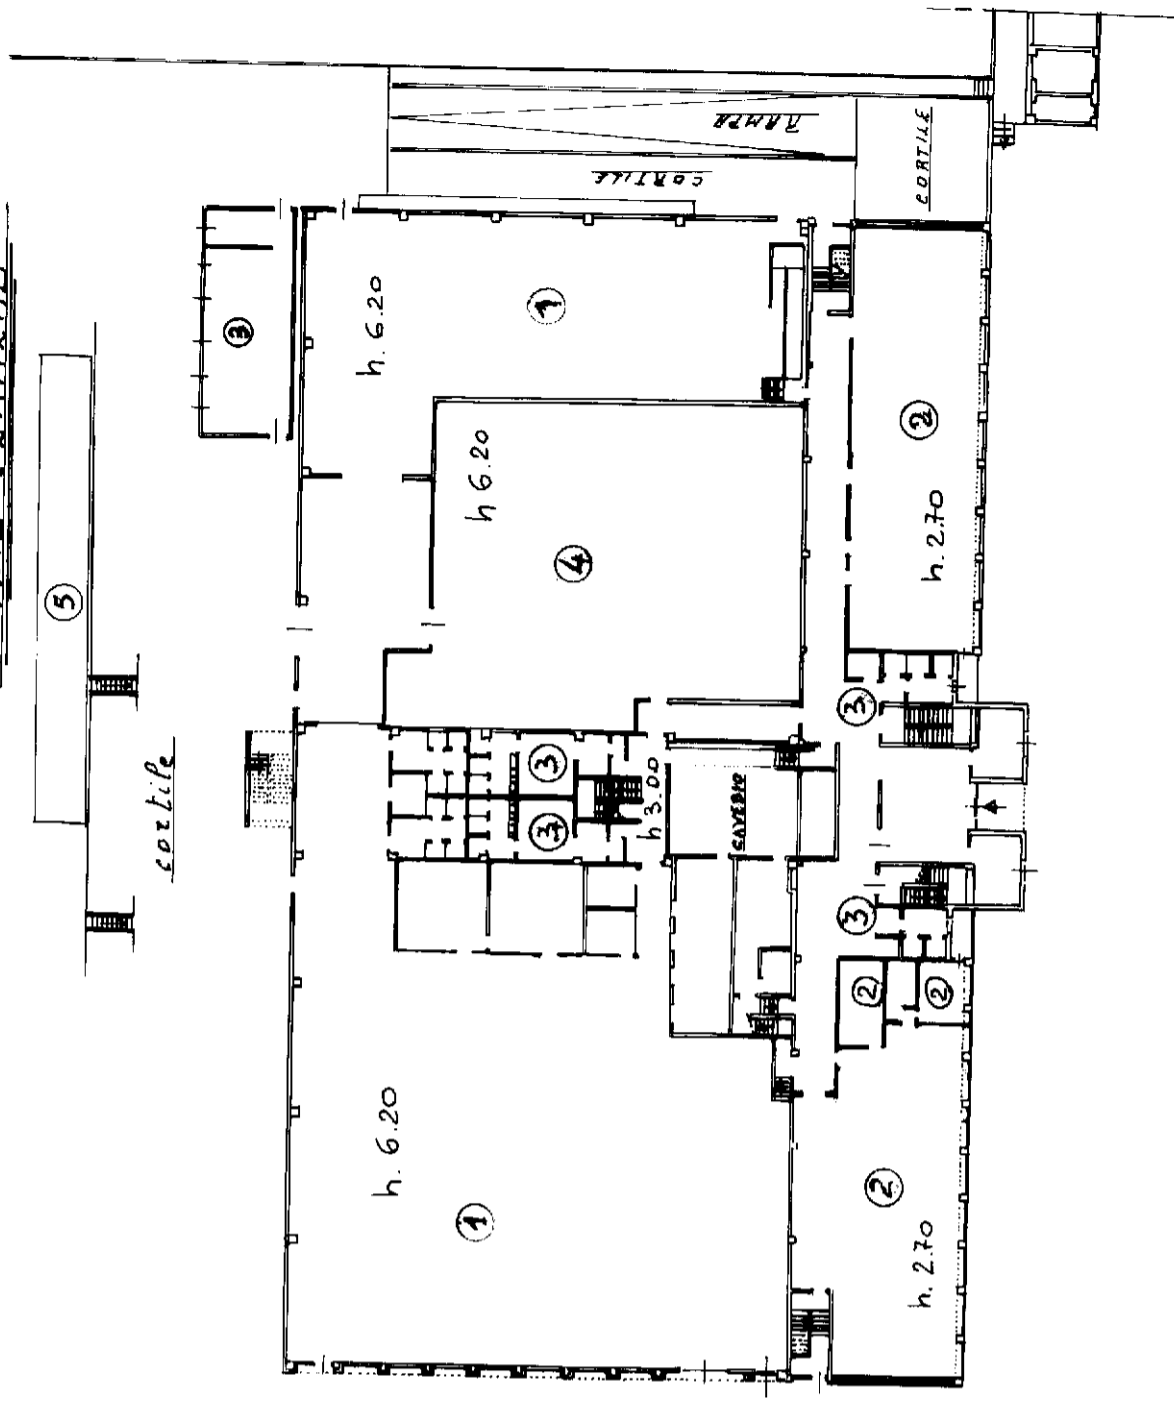 RAMPA
CORTILE
CORTILE
3
h. 6.20
1
h 6.20
2
5
4
h. 2.70
3
cortile
3
h 3.00
CAVEDIO
3
3
2
2
h. 6.20
1
2
h. 2.70